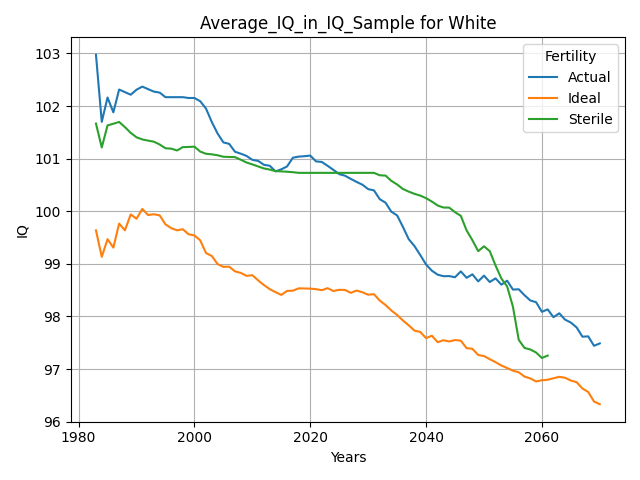 Average_IQ_in_IQ_Sample for White
Fertility
Actual
Ideal
Sterile
IQ
103
102
101
100
99
98
97
96
1980
2000
2020
2040
2060
Years